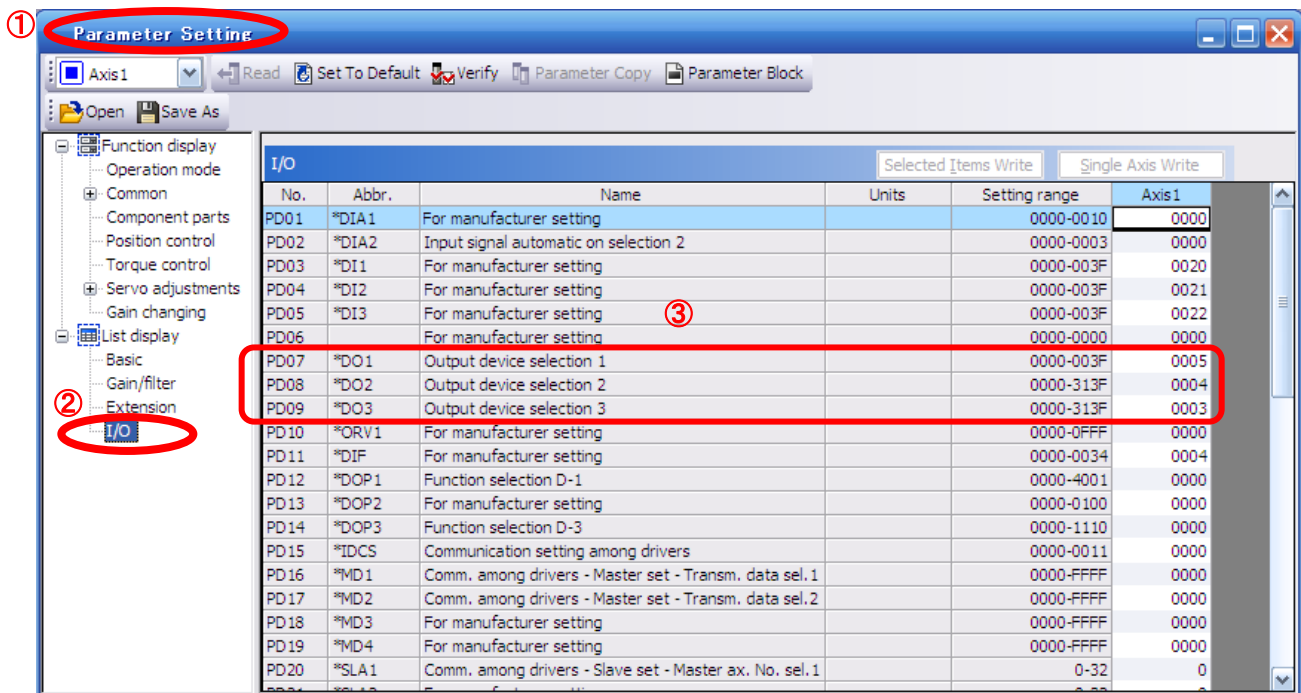 ① Parameter Setting
Axis1 Read Set To Default Verify Parameter Copy Parameter Block
Open Save As
Function display
Operation mode
Common
Component parts
Position control
Torque control
Servo adjustments
Gain changing
List display
Basic
Gain/filter
② Extension
I/O
I/O Selected Items Write Single Axis Write
No. Abbr. Name Units Setting range Axis1
PD01 *DIA1 For manufacturer setting 0000-0010 0000
PD02 *DIA2 Input signal automatic on selection 2 0000-0003 0000
PD03 *DI1 For manufacturer setting 0000-003F 0020
PD04 *DI2 For manufacturer setting 0000-003F 0021
PD05 *DI3 For manufacturer setting ③ 0000-003F 0022
PD06 For manufacturer setting 0000-0000 0000
PD07 *DO1 Output device selection 1 0000-003F 0005
PD08 *DO2 Output device selection 2 0000-313F 0004
PD09 *DO3 Output device selection 3 0000-313F 0003
PD10 *ORV1 For manufacturer setting 0000-0FFF 0000
PD11 *DIF For manufacturer setting 0000-0034 0004
PD12 *DOP1 Function selection D-1 0000-4001 0000
PD13 *DOP2 For manufacturer setting 0000-0100 0000
PD14 *DOP3 Function selection D-3 0000-1110 0000
PD15 *IDCS Communication setting among drivers 0000-0011 0000
PD16 *MD1 Comm. among drivers - Master set - Transm. data sel.1 0000-FFFF 0000
PD17 *MD2 Comm. among drivers - Master set - Transm. data sel.2 0000-FFFF 0000
PD18 *MD3 For manufacturer setting 0000-FFFF 0000
PD19 *MD4 For manufacturer setting 0000-FFFF 0000
PD20 *SLA1 Comm. among drivers - Slave set - Master ax. No. sel.1 0-32 0